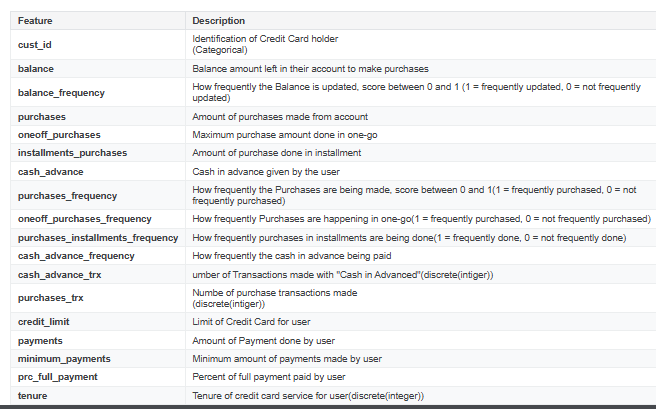 Feature Description
cust_id Identification of Credit Card holder
(Categorical)
balance Balance amount left in their account to make purchases
balance_frequency How frequently the Balance is updated, score between 0 and 1 (1 = frequently updated, 0 = not frequently
updated)
purchases Amount of purchases made from account
oneoff_purchases Maximum purchase amount done in one-go
installments_purchases Amount of purchase done in installment
cash_advance Cash in advance given by the user
purchases_frequency How frequently the Purchases are being made, score between 0 and 1(1 = frequently purchased, 0 = not
frequently purchased)
oneoff_purchases_frequency How frequently Purchases are happening in one-go(1 = frequently purchased, 0 = not frequently purchased)
purchases_installments_frequency How frequently purchases in installments are being done(1 = frequently done, 0 = not frequently done)
cash_advance_frequency How frequently the cash in advance being paid
cash_advance_trx umber of Transactions made with "Cash in Advanced"(discrete(intiger))
purchases_trx Numbe of purchase transactions made
(discrete(intiger))
credit_limit Limit of Credit Card for user
payments Amount of Payment done by user
minimum_payments Minimum amount of payments made by user
prc_full_payment Percent of full payment paid by user
tenure Tenure of credit card service for user(discrete(integer))